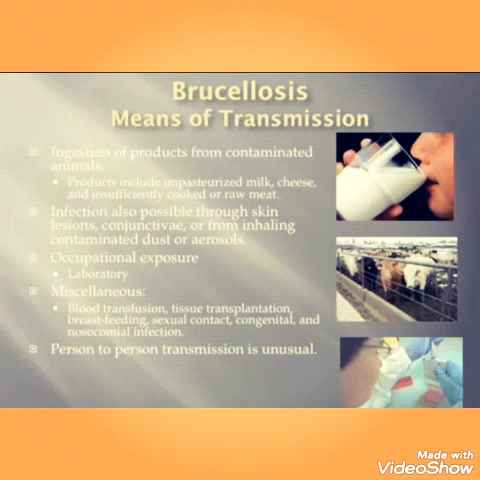 Brucellosis
Means of Transmission
Ingestion of products from contaminated
animals.
Products include unpasteurized milk, cheese,
and insufficiently cooked or raw meat.
Infection also possible through skin
lesions, conjunctivae, or from inhaling
contaminated dust or aerosols.
Occupational exposure
Laboratory
Miscellaneous:
Blood transfusion, tissue transplantation,
breast-feeding, sexual contact, congenital, and
nosocomial infection.
Person to person transmission is unusual.
Made with
VideoShow